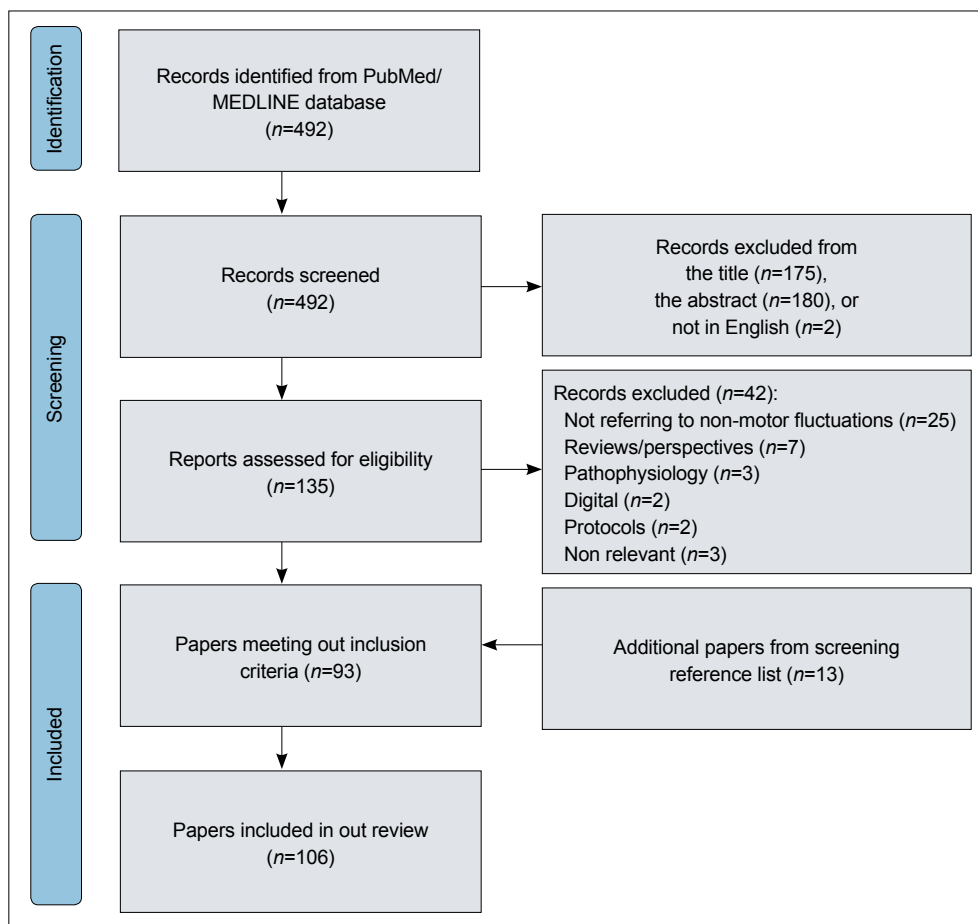 Identification
Records identified from PubMed/
MEDLINE database
(n=492)
Screening
Records screened
(n=492)
Records excluded from
the title (n=175),
the abstract (n=180), or
not in English (n=2)
Reports assessed for eligibility
(n=135)
Records excluded (n=42):
Not referring to non-motor fluctuations (n=25)
Reviews/perspectives (n=7)
Pathophysiology (n=3)
Digital (n=2)
Protocols (n=2)
Non relevant (n=3)
Included
Papers meeting out inclusion
criteria (n=93)
Additional papers from screening
reference list (n=13)
Papers included in out review
(n=106)